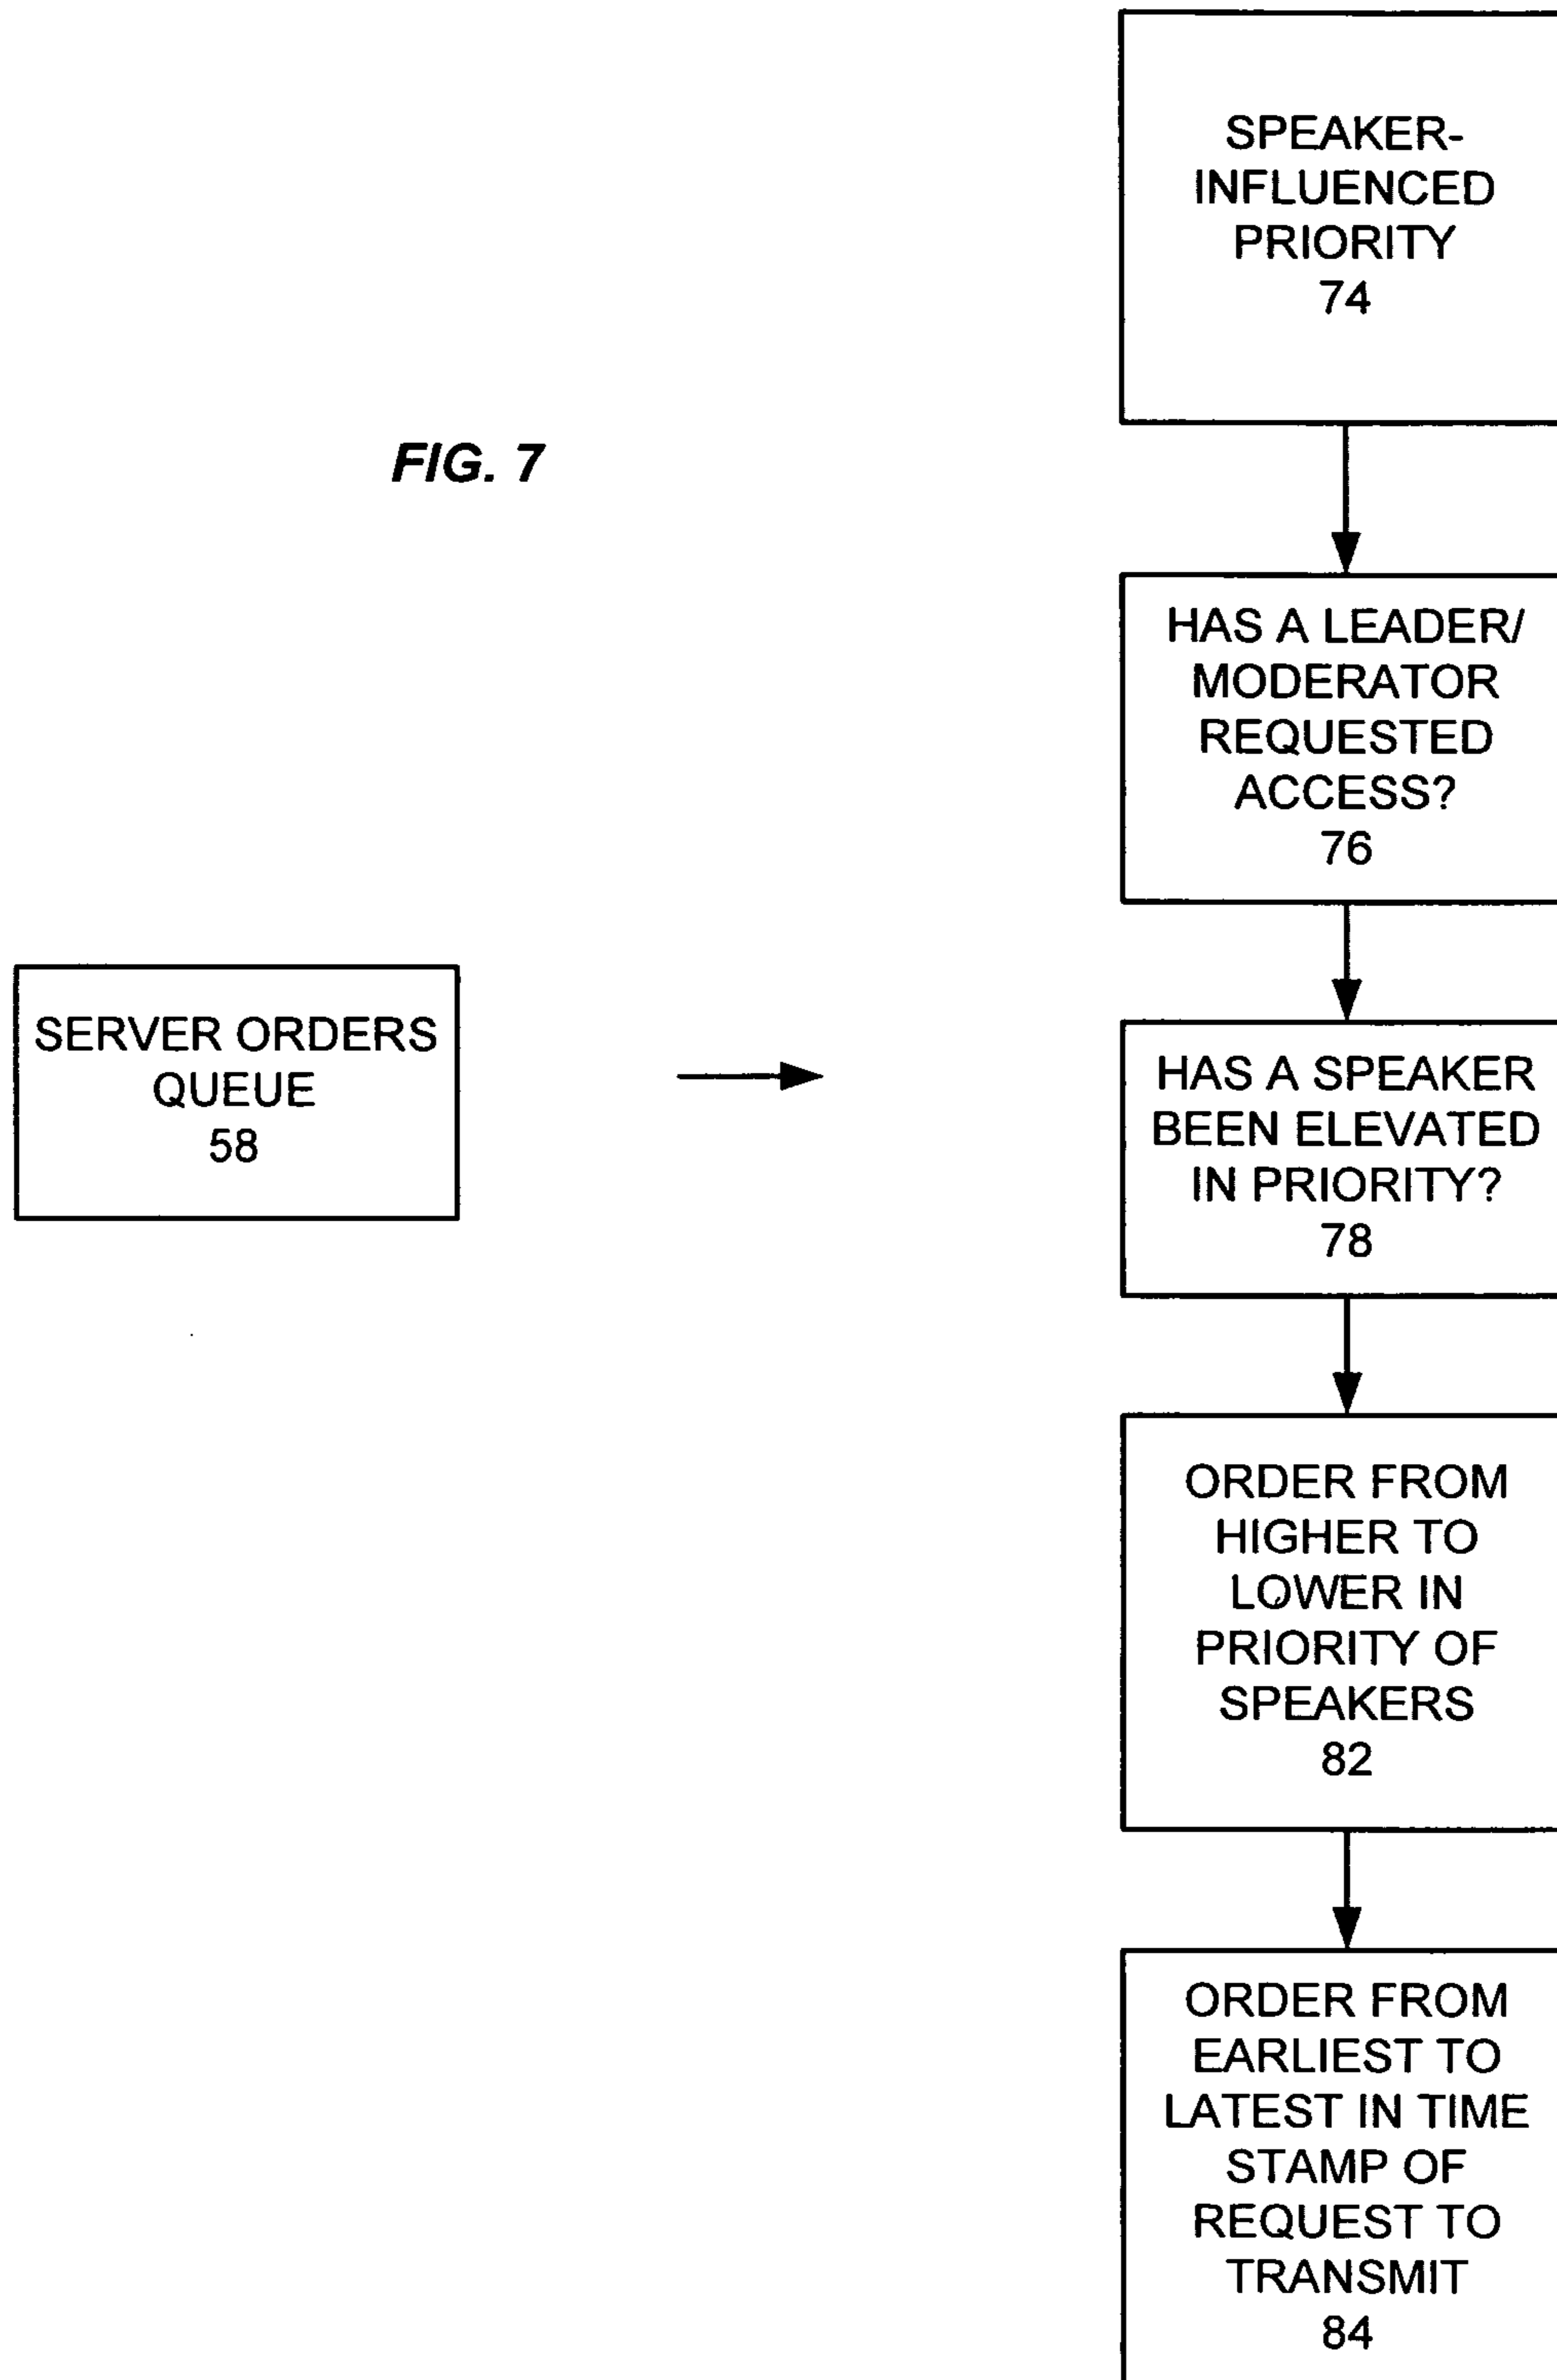 FIG. 7
SERVER ORDERS
QUEUE
58
SPEAKER-
INFLUENCED
PRIORITY
74
HAS A LEADER/
MODERATOR
REQUESTED
ACCESS?
76
HAS A SPEAKER
BEEN ELEVATED
IN PRIORITY?
78
ORDER FROM
HIGHER TO
LOWER IN
PRIORITY OF
SPEAKERS
82
ORDER FROM
EARLIEST TO
LATEST IN TIME
STAMP OF
REQUEST TO
TRANSMIT
84